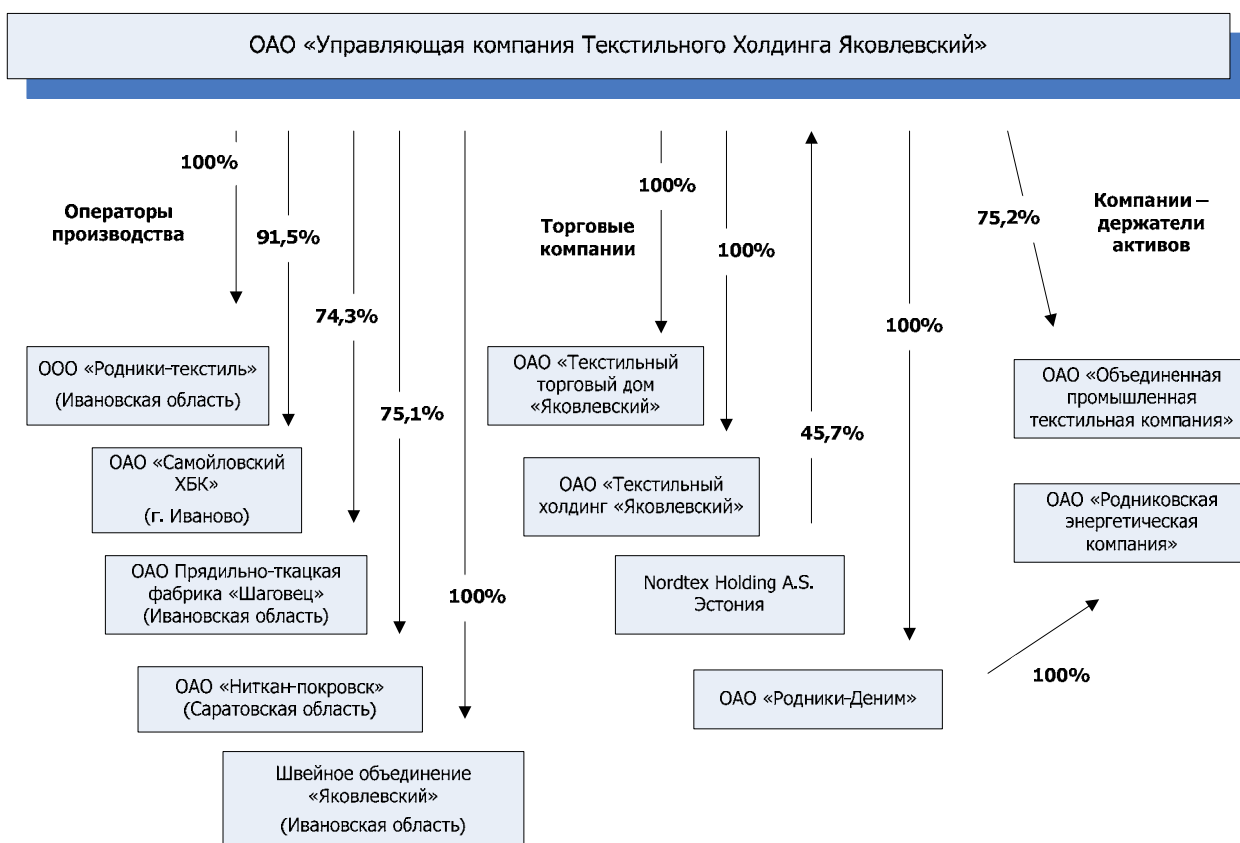 ОАО «Управляющая компания Текстильного Холдинга Яковлевский»
100%
Операторы
производства
91,5%
74,3%
75,1%
100%
ООО «Родники-текстиль»
(Ивановская область)
ОАО «Самойловский
ХБК»
(г. Иваново)
ОАО Прядильно-ткацкая
фабрика «Шаговец»
(Ивановская область)
ОАО «Ниткан-покровск»
(Саратовская область)
Швейное объединение
«Яковлевский»
(Ивановская область)
100%
Торговые
компании
100%
45,7%
100%
ОАО «Текстильный
торговый дом
«Яковлевский»
ОАО «Текстильный
холдинг «Яковлевский»
Nordtex Holding A.S.
Эстония
ОАО «Родники-Деним»
75,2%
Компании –
держатели
активов
ОАО «Объединенная
промышленная
текстильная компания»
ОАО «Родниковская
энергетическая
компания»
100%